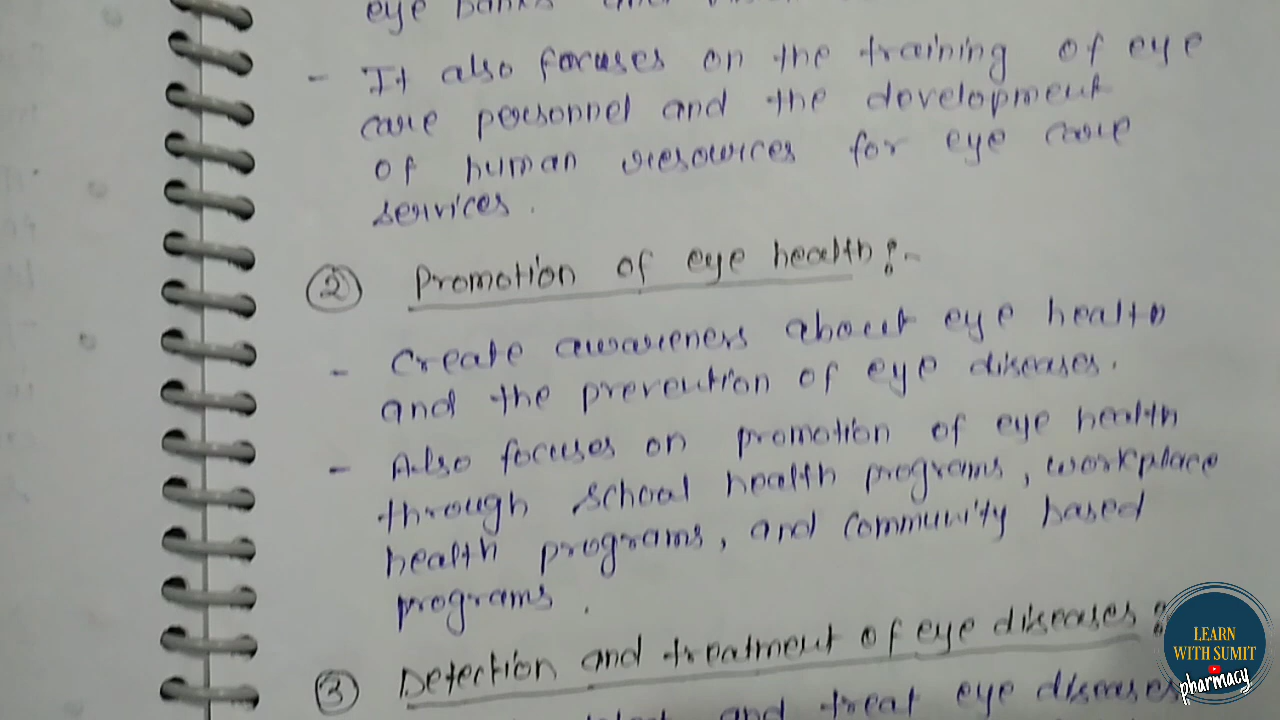 eye banks and
- It also focuses on the training of eye
care personnel and the development
of human resources for eye care
services.
② Promotion of eye health :-
- Create awareness about eye health
and the prevention of eye diseases.
- Also focuses on promotion of eye health
through school health programs, workplace
health programs, and community based
programs.
③ Detection and treatment of eye diseases :
and treat eye diseases
LEARN
WITH SUMIT
pharmacy